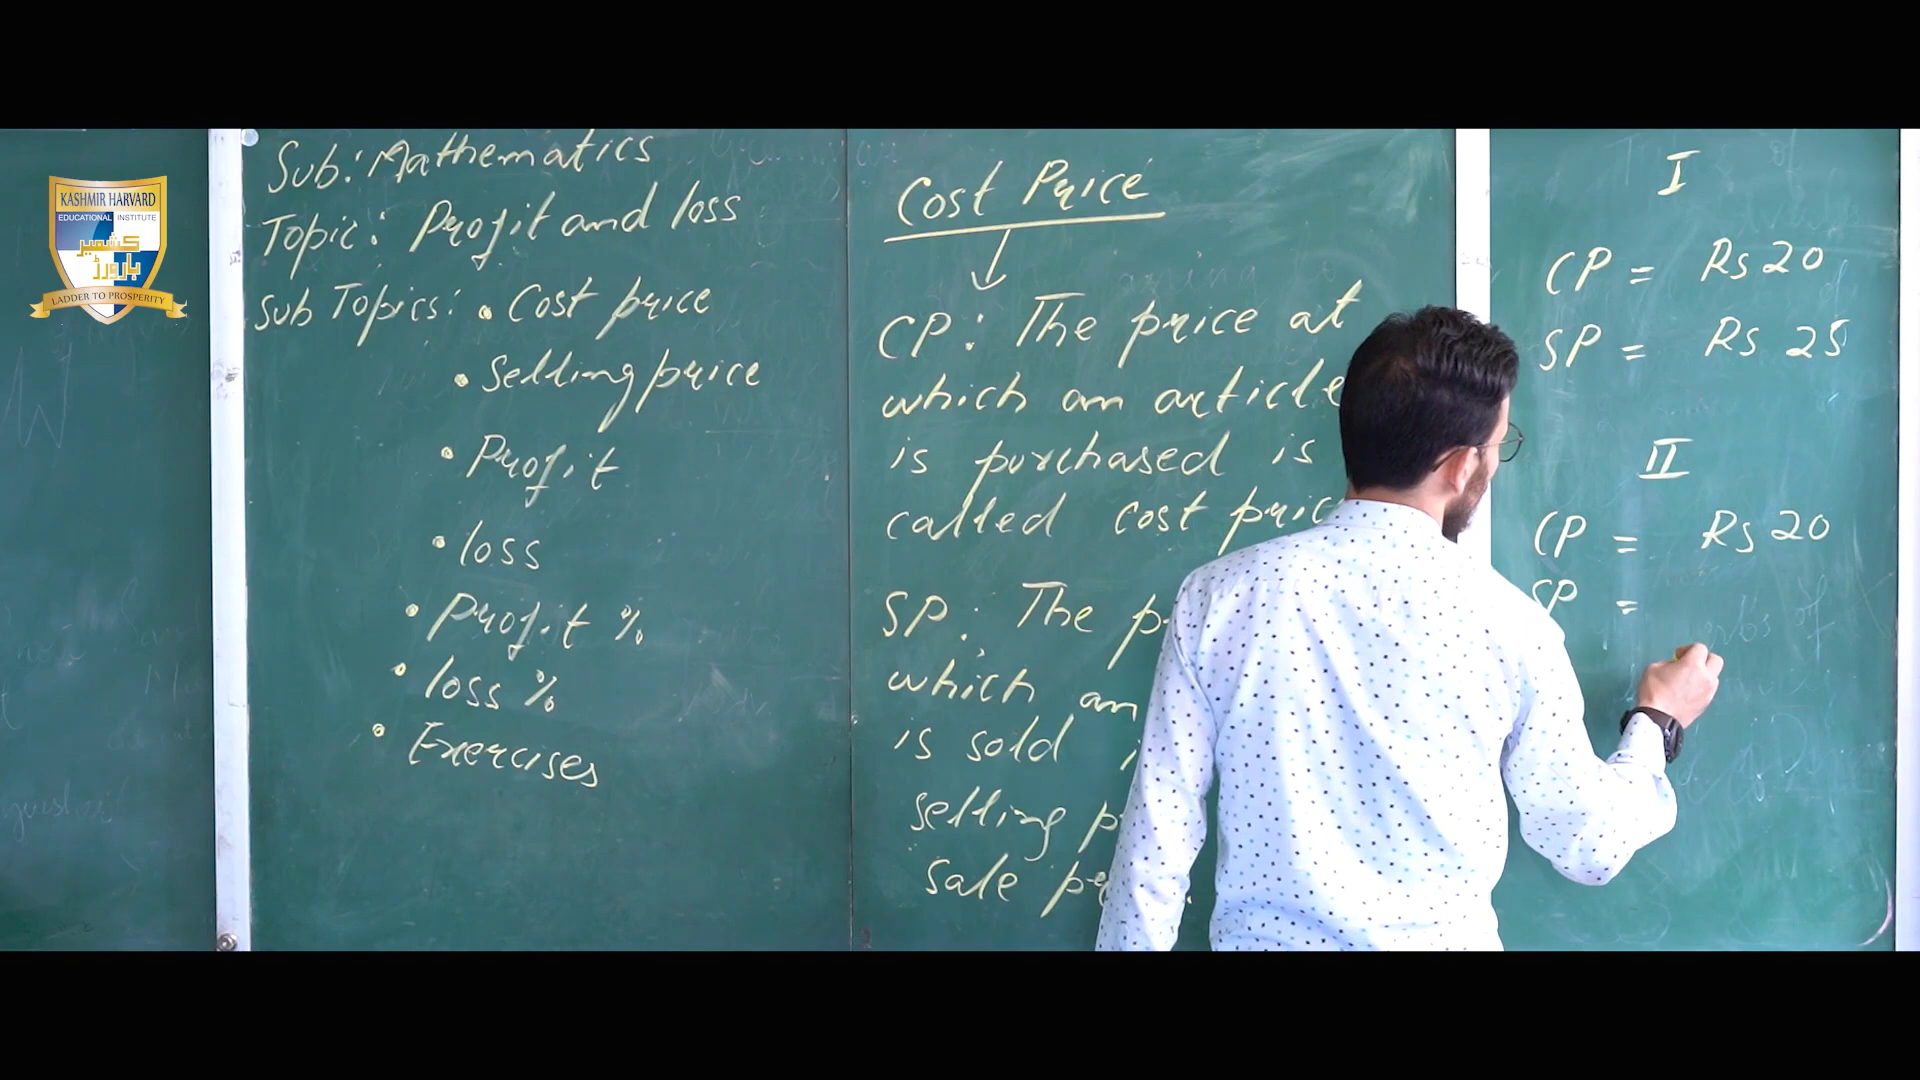 KASHMIR HARVARD
EDUCATIONAL INSTITUTE
کشمیر
ہارورڈ
LADDER TO PROSPERITY
Sub: Mathematics
Topic: Profit and loss
Sub Topics: • Cost price
• Selling price
• Profit
• loss
• Profit %
• loss %
• Exercises
Cost Price
CP: The price at
which an article
is purchased is
called cost pric
SP: The p
which an
is sold
selling p
Sale pr
I
CP = Rs 20
SP = Rs 25
II
CP = Rs 20
SP =